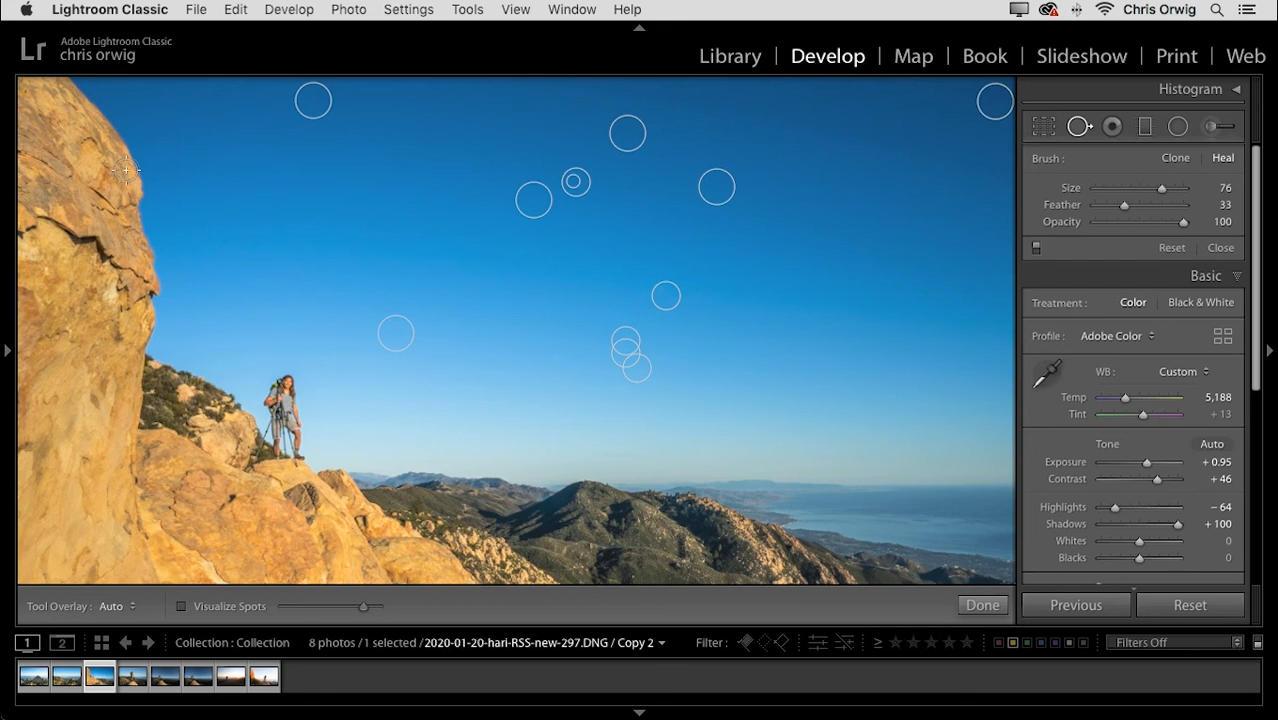 Lightroom Classic File Edit Develop Photo Settings Tools View Window Help Chris Orwig
Lr Adobe Lightroom Classic
chris orwig
Library | Develop | Map | Book | Slideshow | Print | Web
Histogram
Brush : Clone Heal
Size 76
Feather 33
Opacity 100
Reset Close
Basic
Treatment : Color Black & White
Profile : Adobe Color
WB : Custom
Temp 5,188
Tint + 13
Tone Auto
Exposure + 0.95
Contrast + 46
Highlights − 64
Shadows + 100
Whites 0
Blacks 0
Tool Overlay : Auto Visualize Spots Done Previous Reset
1 2 Collection : Collection 8 photos / 1 selected / 2020-01-20-hari-RSS-new-297.DNG / Copy 2 Filter : ≥ Filters Off